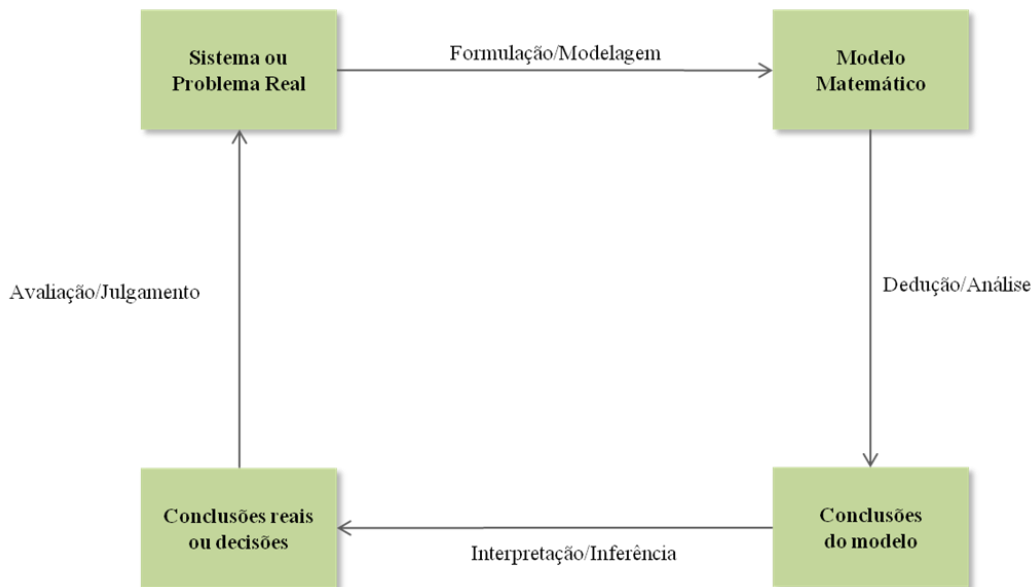 Sistema ou
Problema Real
Formulação/Modelagem
Modelo
Matemático
Avaliação/Julgamento
Dedução/Análise
Conclusões reais
ou decisões
Interpretação/Inferência
Conclusões
do modelo